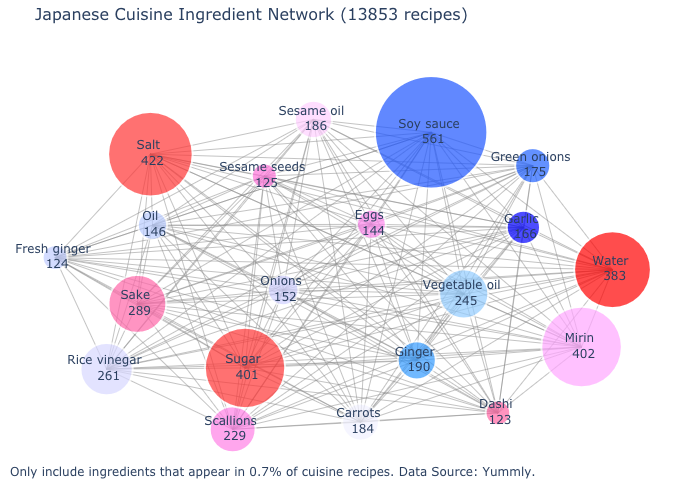 Japanese Cuisine Ingredient Network (13853 recipes)
Sesame oil
186
Soy sauce
561
Salt
422
Green onions
175
Sesame seeds
125
Oil
146
Eggs
144
Garlic
166
Fresh ginger
124
Water
383
Onions
152
Vegetable oil
245
Sake
289
Mirin
402
Rice vinegar
261
Sugar
401
Ginger
190
Dashi
123
Scallions
229
Carrots
184
Only include ingredients that appear in 0.7% of cuisine recipes. Data Source: Yummly.